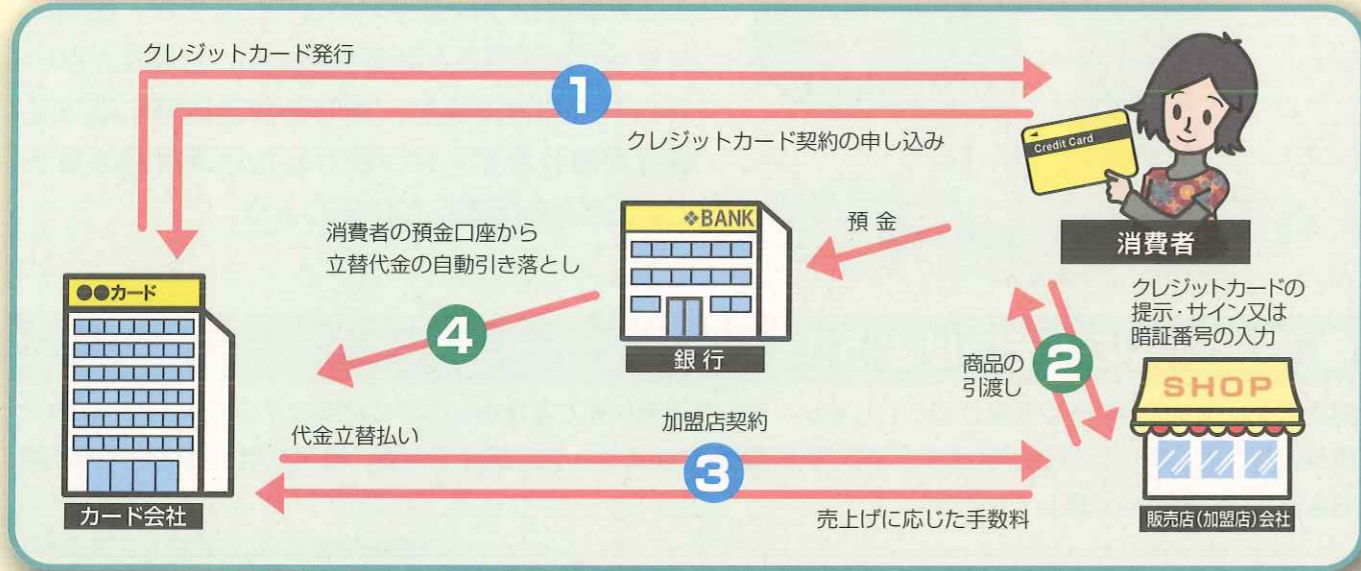 クレジットカード発行
1
クレジットカード契約の申し込み
Credit Card
消費者
❖BANK
銀行
預金
消費者の預金口座から
立替代金の自動引き落とし
4
●●カード
カード会社
クレジットカードの
提示・サイン又は
暗証番号の入力
商品の
引渡し
2
SHOP
販売店(加盟店)会社
代金立替払い
加盟店契約
3
売上げに応じた手数料